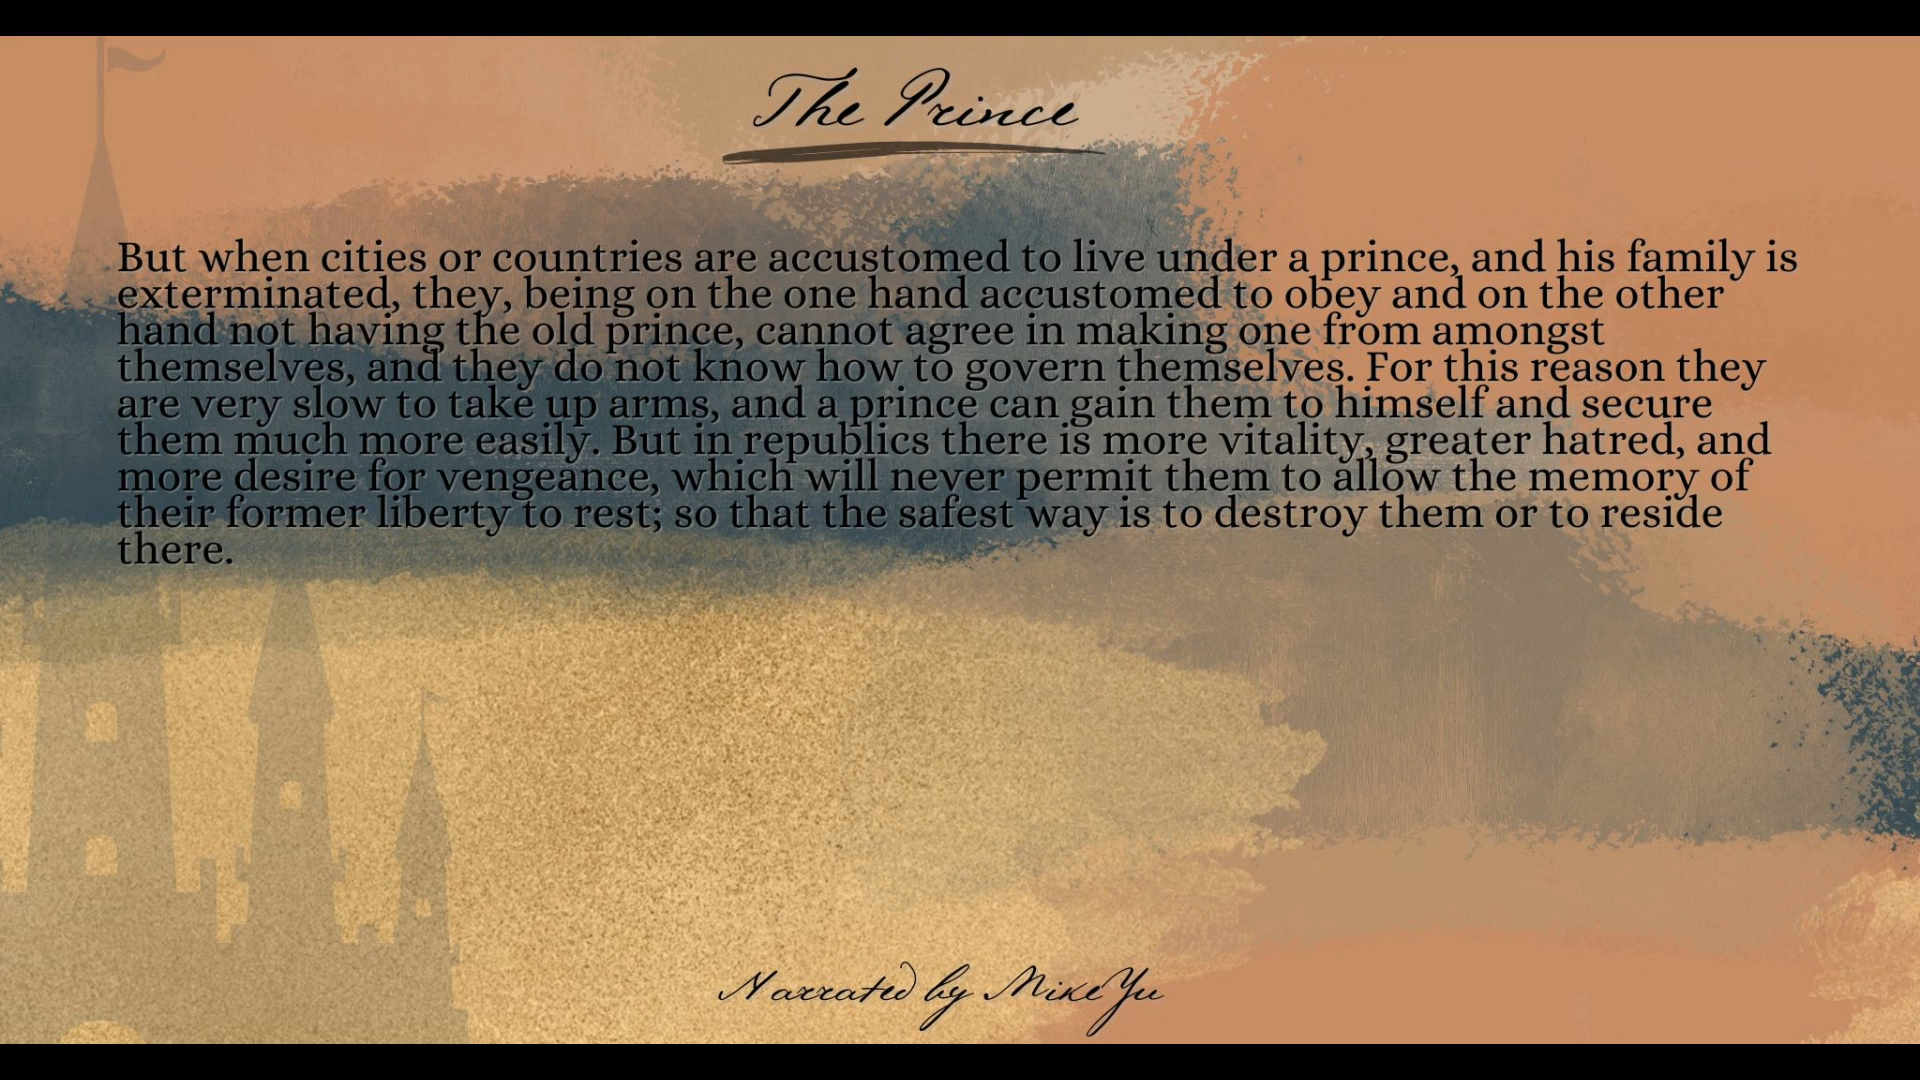 The Prince
But when cities or countries are accustomed to live under a prince, and his family is
exterminated, they, being on the one hand accustomed to obey and on the other
hand not having the old prince, cannot agree in making one from amongst
themselves, and they do not know how to govern themselves. For this reason they
are very slow to take up arms, and a prince can gain them to himself and secure
them much more easily. But in republics there is more vitality, greater hatred, and
more desire for vengeance, which will never permit them to allow the memory of
their former liberty to rest; so that the safest way is to destroy them or to reside
there.
Narrated by Mike Yu